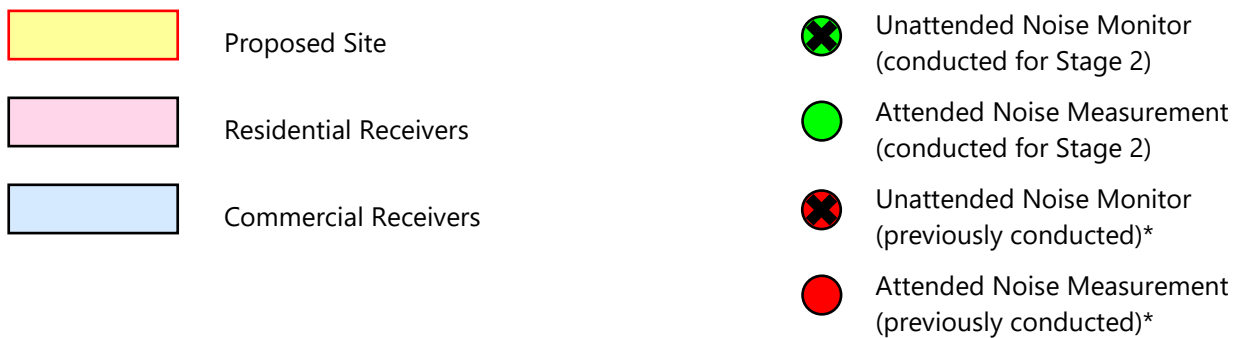 Proposed Site
Residential Receivers
Commercial Receivers
Unattended Noise Monitor
(conducted for Stage 2)
Attended Noise Measurement
(conducted for Stage 2)
Unattended Noise Monitor
(previously conducted)*
Attended Noise Measurement
(previously conducted)*